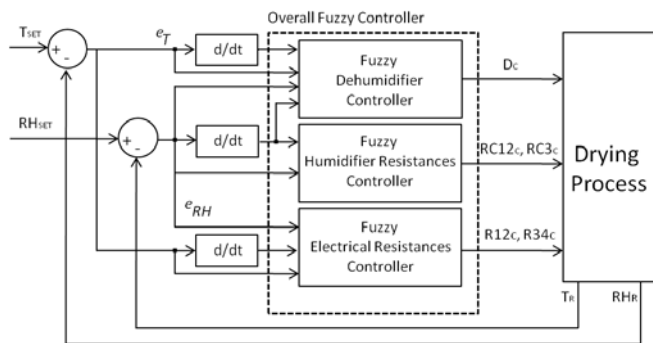 Overall Fuzzy Controller
TSET
+
-
eT
d/dt
Fuzzy
Dehumidifier
Controller
Dc
RHSET
+
-
d/dt
Fuzzy
Humidifier Resistances
Controller
RC12c, RC3c
Drying
Process
eRH
d/dt
Fuzzy
Electrical Resistances
Controller
R12c, R34c
TR
RHR